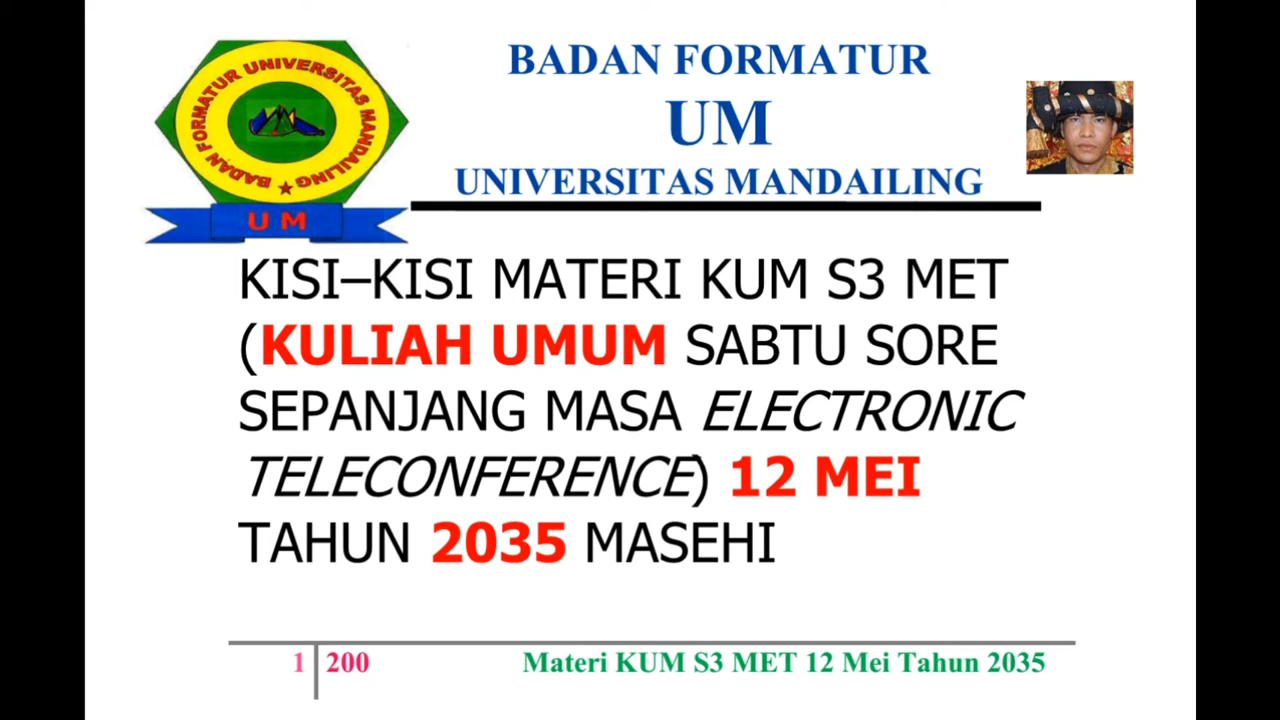 BADAN FORMATUR UNIVERSITAS MANDAILING
U M
BADAN FORMATUR
UM
UNIVERSITAS MANDAILING
KISI–KISI MATERI KUM S3 MET
(KULIAH UMUM SABTU SORE
SEPANJANG MASA ELECTRONIC
TELECONFERENCE) 12 MEI
TAHUN 2035 MASEHI
1 200 Materi KUM S3 MET 12 Mei Tahun 2035